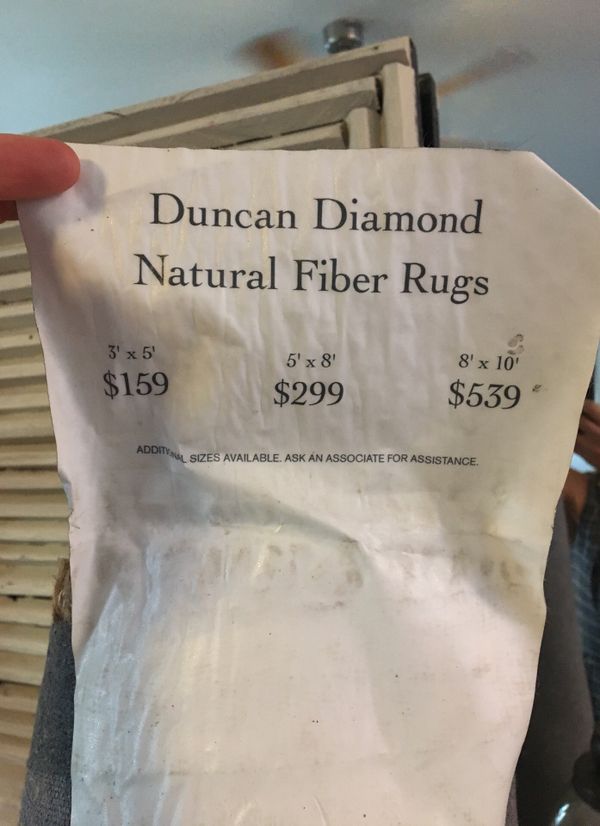 Duncan Diamond
Natural Fiber Rugs
3' x 5' 5' x 8' 8' x 10'
$159 $299 $539
ADDITIONAL SIZES AVAILABLE. ASK AN ASSOCIATE FOR ASSISTANCE.